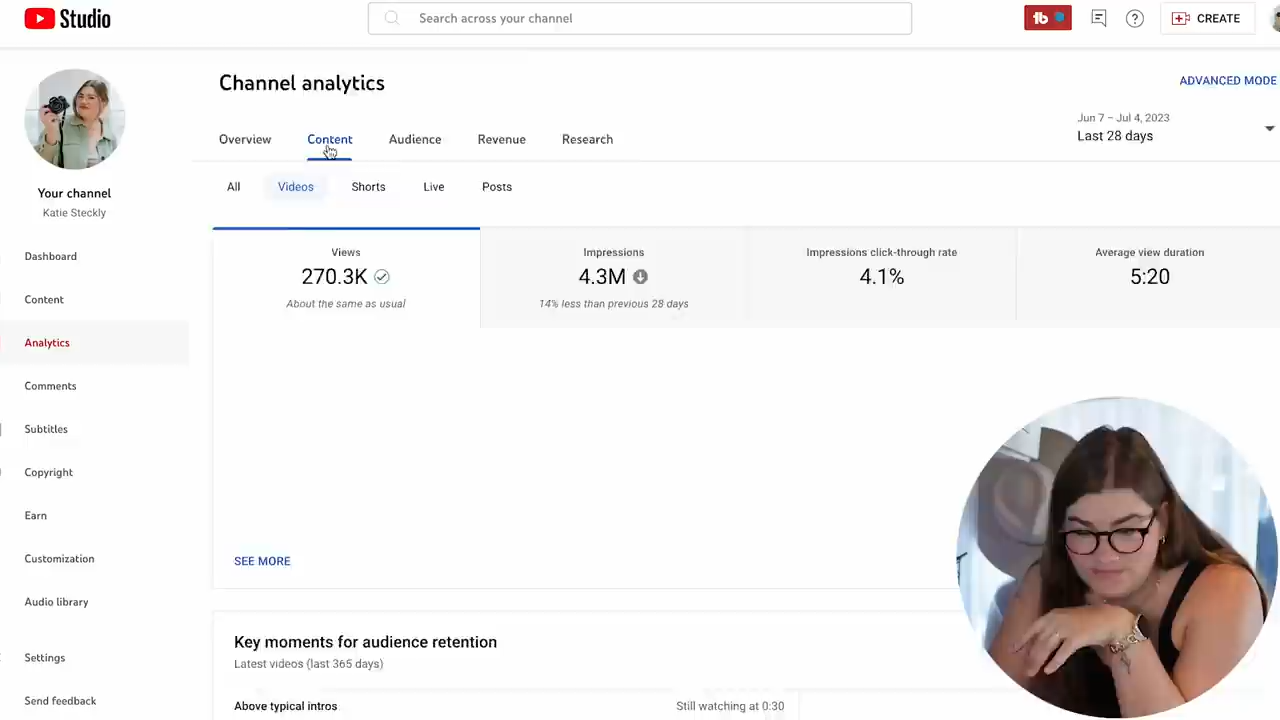 Studio
Search across your channel
tb
CREATE
Channel analytics
ADVANCED MODE
Jun 7 – Jul 4, 2023
Last 28 days
Overview
Content
Audience
Revenue
Research
All
Videos
Shorts
Live
Posts
Your channel
Katie Steckly
Dashboard
Content
Analytics
Comments
Subtitles
Copyright
Earn
Customization
Audio library
Settings
Send feedback
Views
270.3K
About the same as usual
Impressions
4.3M
14% less than previous 28 days
Impressions click-through rate
4.1%
Average view duration
5:20
SEE MORE
Key moments for audience retention
Latest videos (last 365 days)
Above typical intros
Still watching at 0:30